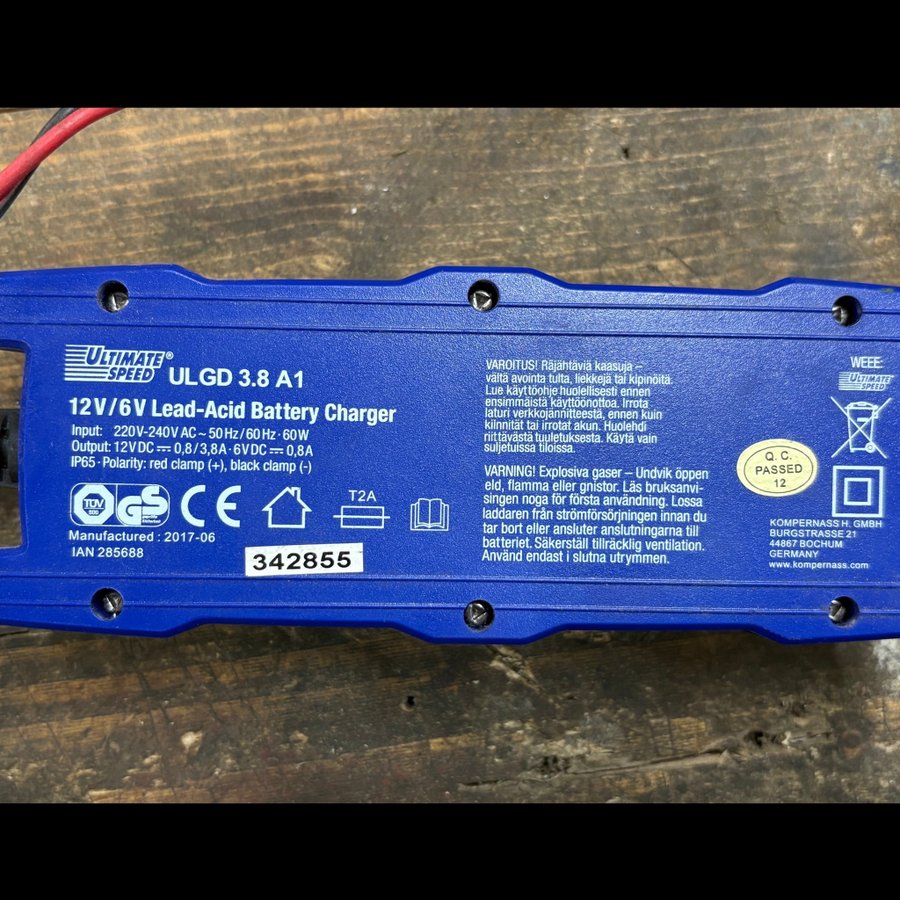 ULTIMATE SPEED® ULGD 3.8 A1
12V/6V Lead-Acid Battery Charger
Input: 220V-240V AC ~ 50 Hz/60 Hz · 60W
Output: 12V DC ⎓ 0,8/3,8A · 6V DC ⎓ 0,8A
IP65 · Polarity: red clamp (+), black clamp (-)
TÜV
GS
CE
T2A
Manufactured : 2017-06
IAN 285688
342855
VAROITUS! Räjähtäviä kaasuja –
vältä avointa tulta, liekkejä tai kipinöitä.
Lue käyttöohje huolellisesti ennen
ensimmäistä käyttöönottoa. Irrota
laturi verkkojännitteestä, ennen kuin
kilnnität tai irrotat akun. Huolehdi
riittävästä tuuletuksesta. Käytä vain
suljetuissa tiloissa.
VARNING! Explosiva gaser – Undvik öppen
eld, flamma eller gnistor. Läs bruksanvi-
singen noga för första användning. Lossa
laddaren från strömförsörjningen innan du
tar bort eller ansluter anslutningarna till
batteriet. Säkerställ tillräcklig ventilation.
Använd endast i slutna utrymmen.
Q. C.
PASSED
12
WEEE:
ULTIMATE SPEED
KOMPERNASS H. GMBH
BURGSTRASSE 21
44867 BOCHUM
GERMANY
www.kompernass.com